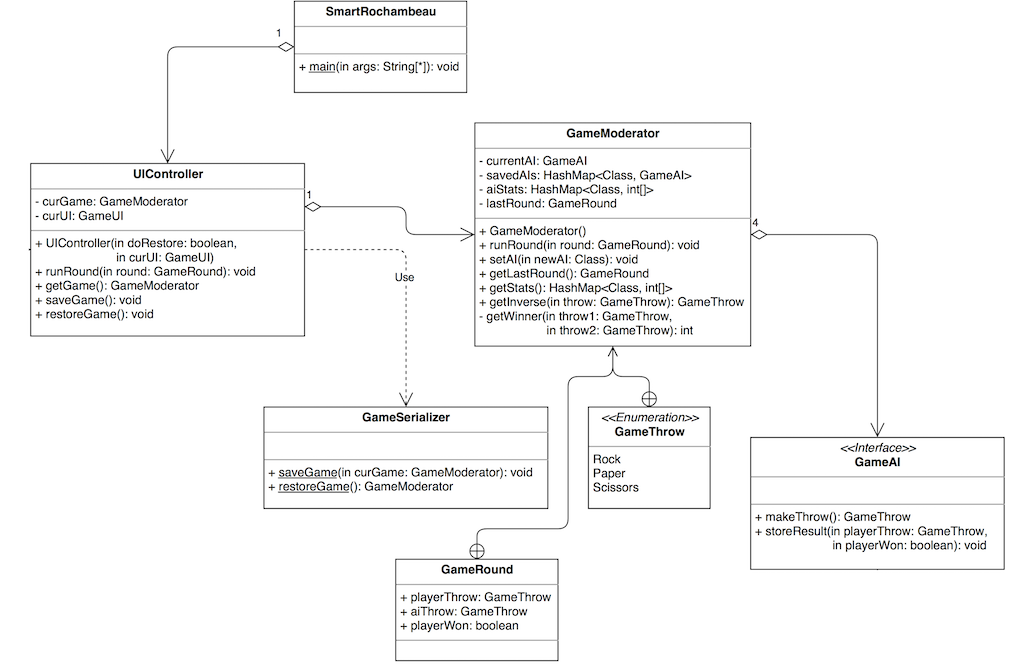 SmartRochambeau
1
+ main(in args: String[*]): void
GameModerator
- currentAI: GameAI
- savedAIs: HashMap<Class, GameAI>
- aiStats: HashMap<Class, int[]>
- lastRound: GameRound
+ GameModerator()
+ runRound(in round: GameRound): void
+ setAI(in newAI: Class): void
+ getLastRound(): GameRound
+ getStats(): HashMap<Class, int[]>
+ getInverse(in throw: GameThrow): GameThrow
- getWinner(in throw1: GameThrow,
in throw2: GameThrow): int
UIController
- curGame: GameModerator
- curUI: GameUI
+ UIController(in doRestore: boolean,
in curUI: GameUI)
+ runRound(in round: GameRound): void
+ getGame(): GameModerator
+ saveGame(): void
+ restoreGame(): void
1
4
Use
GameSerializer
+ saveGame(in curGame: GameModerator): void
+ restoreGame(): GameModerator
<<Enumeration>>
GameThrow
Rock
Paper
Scissors
<<Interface>>
GameAI
+ makeThrow(): GameThrow
+ storeResult(in playerThrow: GameThrow,
in playerWon: boolean): void
GameRound
+ playerThrow: GameThrow
+ aiThrow: GameThrow
+ playerWon: boolean